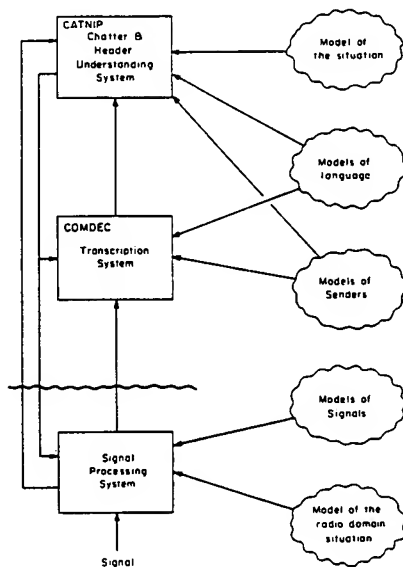 CATNIP
Chatter &
Header
Understanding
System
Model of
the situation
Models of
language
COMDEC
Transcription
System
Models of
Senders
Models of
Signals
Signal
Processing
System
Model of the
radio domain
situation
Signal